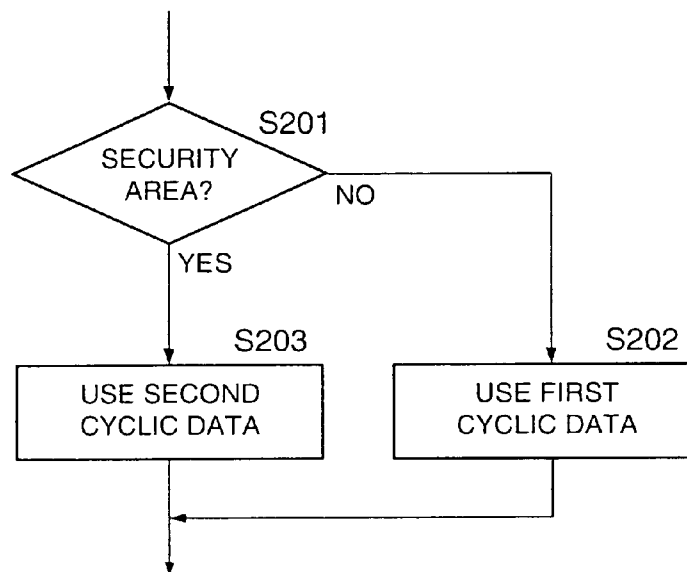 S201
SECURITY
AREA?
NO
YES
S203
S202
USE SECOND
CYCLIC DATA
USE FIRST
CYCLIC DATA